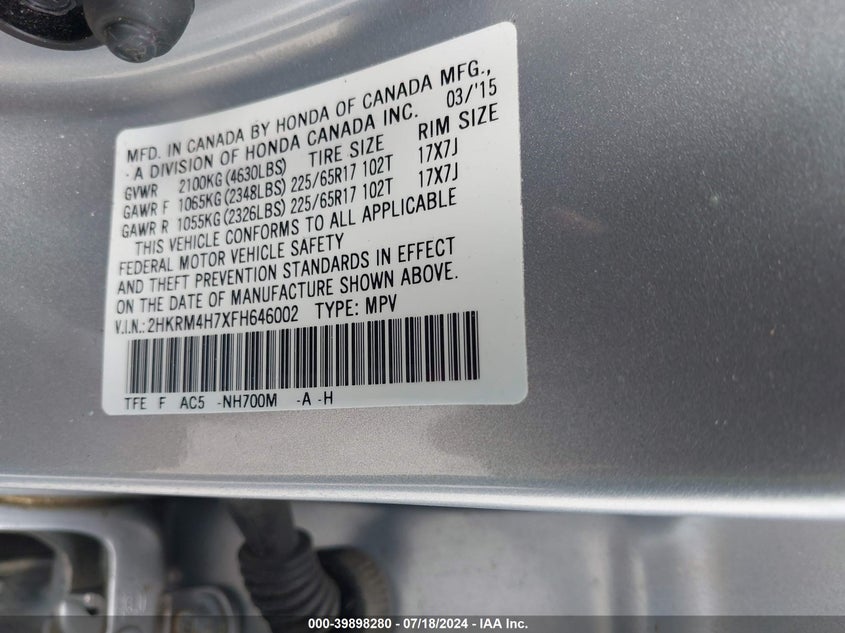 MFD. IN CANADA BY HONDA OF CANADA MFG.,
·A DIVISION OF HONDA CANADA INC. 03/'15
GVWR 2100KG(4630LBS) TIRE SIZE RIM SIZE
GAWR F 1065KG(2348LBS) 225/65R17 102T 17X7J
GAWR R 1055KG(2326LBS) 225/65R17 102T 17X7J
THIS VEHICLE CONFORMS TO ALL APPLICABLE
FEDERAL MOTOR VEHICLE SAFETY
AND THEFT PREVENTION STANDARDS IN EFFECT
ON THE DATE OF MANUFACTURE SHOWN ABOVE.
V.I.N.:2HKRM4H7XFH646002 TYPE: MPV
TFE F AC5 -NH700M -A -H
000-39898280 - 07/18/2024 - IAA Inc.